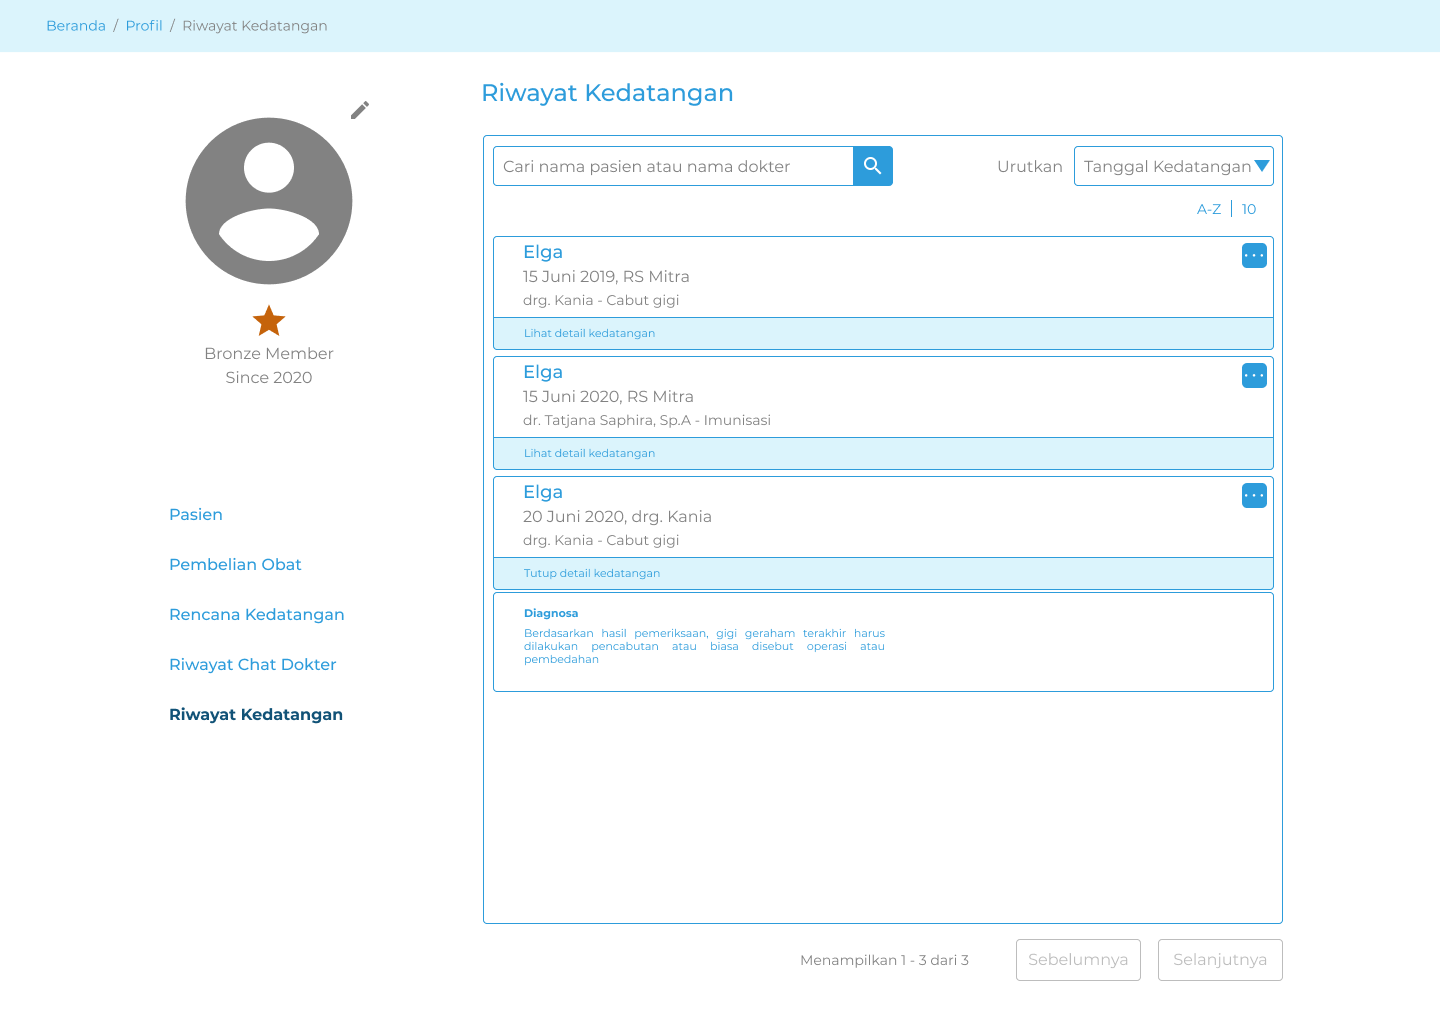 Beranda / Profil / Riwayat Kedatangan
Riwayat Kedatangan
Cari nama pasien atau nama dokter
Urutkan
Tanggal Kedatangan
A-Z | 10
Bronze Member
Since 2020
Pasien
Pembelian Obat
Rencana Kedatangan
Riwayat Chat Dokter
Riwayat Kedatangan
Elga
15 Juni 2019, RS Mitra
drg. Kania - Cabut gigi
Lihat detail kedatangan
Elga
15 Juni 2020, RS Mitra
dr. Tatjana Saphira, Sp.A - Imunisasi
Lihat detail kedatangan
Elga
20 Juni 2020, drg. Kania
drg. Kania - Cabut gigi
Tutup detail kedatangan
Diagnosa
Berdasarkan hasil pemeriksaan, gigi geraham terakhir harus
dilakukan pencabutan atau biasa disebut operasi atau
pembedahan
Menampilkan 1 - 3 dari 3
Sebelumnya
Selanjutnya